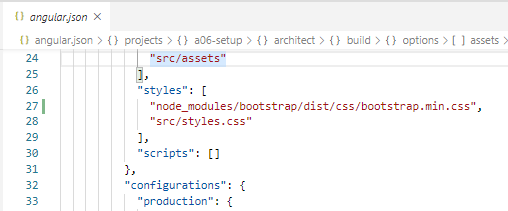 angular.json ×
angular.json > projects > a06-setup > architect > build > options > assets
24 "src/assets"
25 ],
26 "styles": [
27 "node_modules/bootstrap/dist/css/bootstrap.min.css",
28 "src/styles.css"
29 ],
30 "scripts": []
31 },
32 "configurations": {
33 "production": {